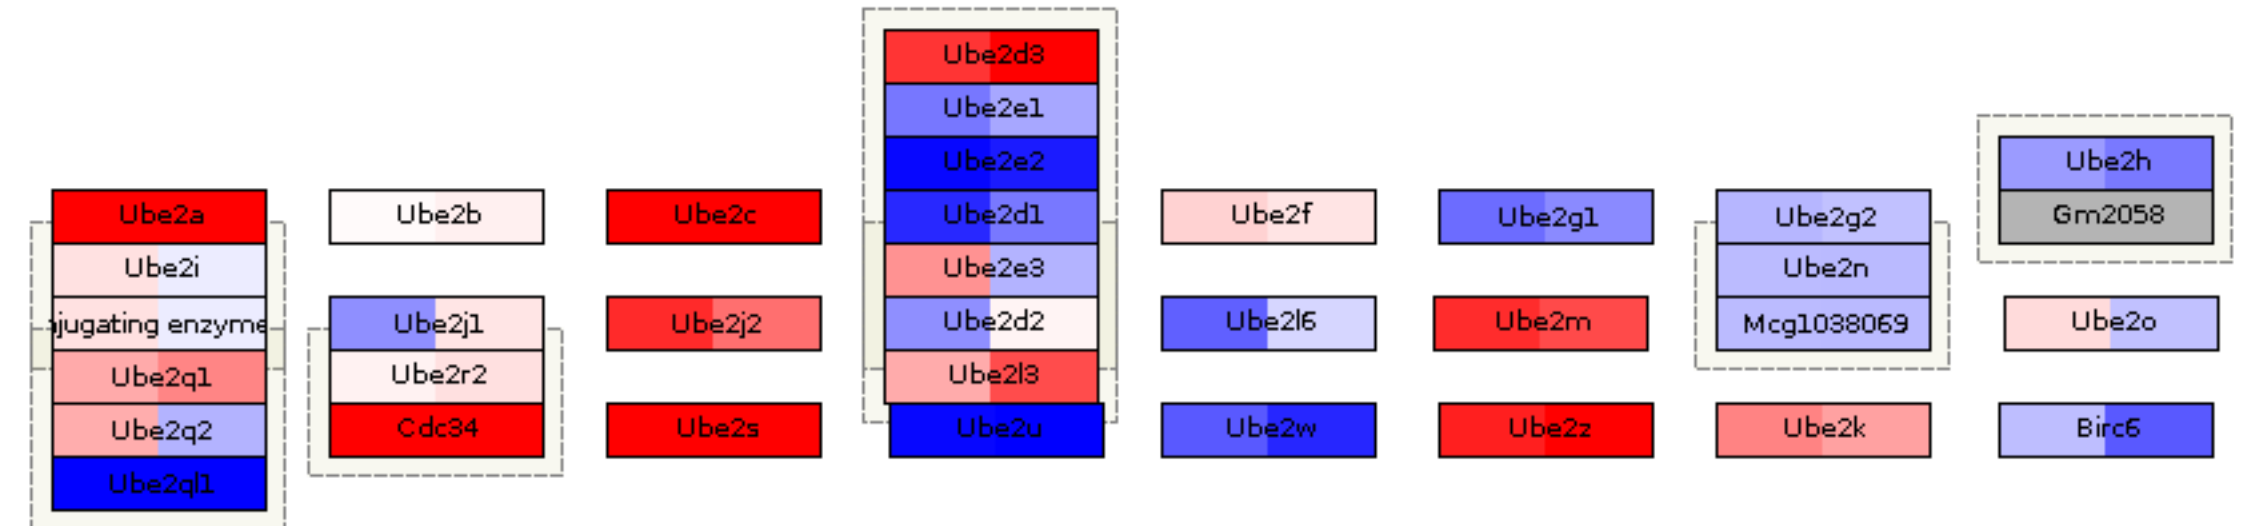 Ube2a
Ube2i
jugating enzyme
Ube2q1
Ube2q2
Ube2ql1
Ube2b
Ube2j1
Ube2r2
Cdc34
Ube2c
Ube2j2
Ube2s
Ube2d3
Ube2e1
Ube2e2
Ube2d1
Ube2e3
Ube2d2
Ube2l3
Ube2u
Ube2f
Ube2l6
Ube2w
Ube2g1
Ube2m
Ube2z
Ube2g2
Ube2n
Mcg1038069
Ube2k
Ube2h
Gm2058
Ube2o
Birc6